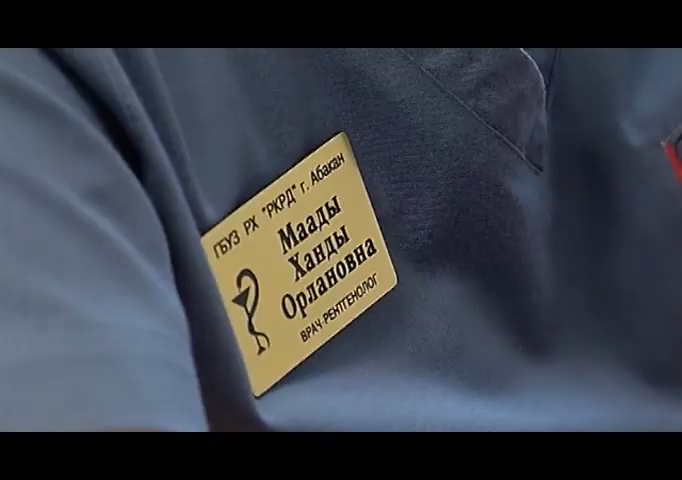 ГБУЗ РХ "РКРД" г. Абакан
Маады
Ханды
Орлановна
ВРАЧ-РЕНТГЕНОЛОГ